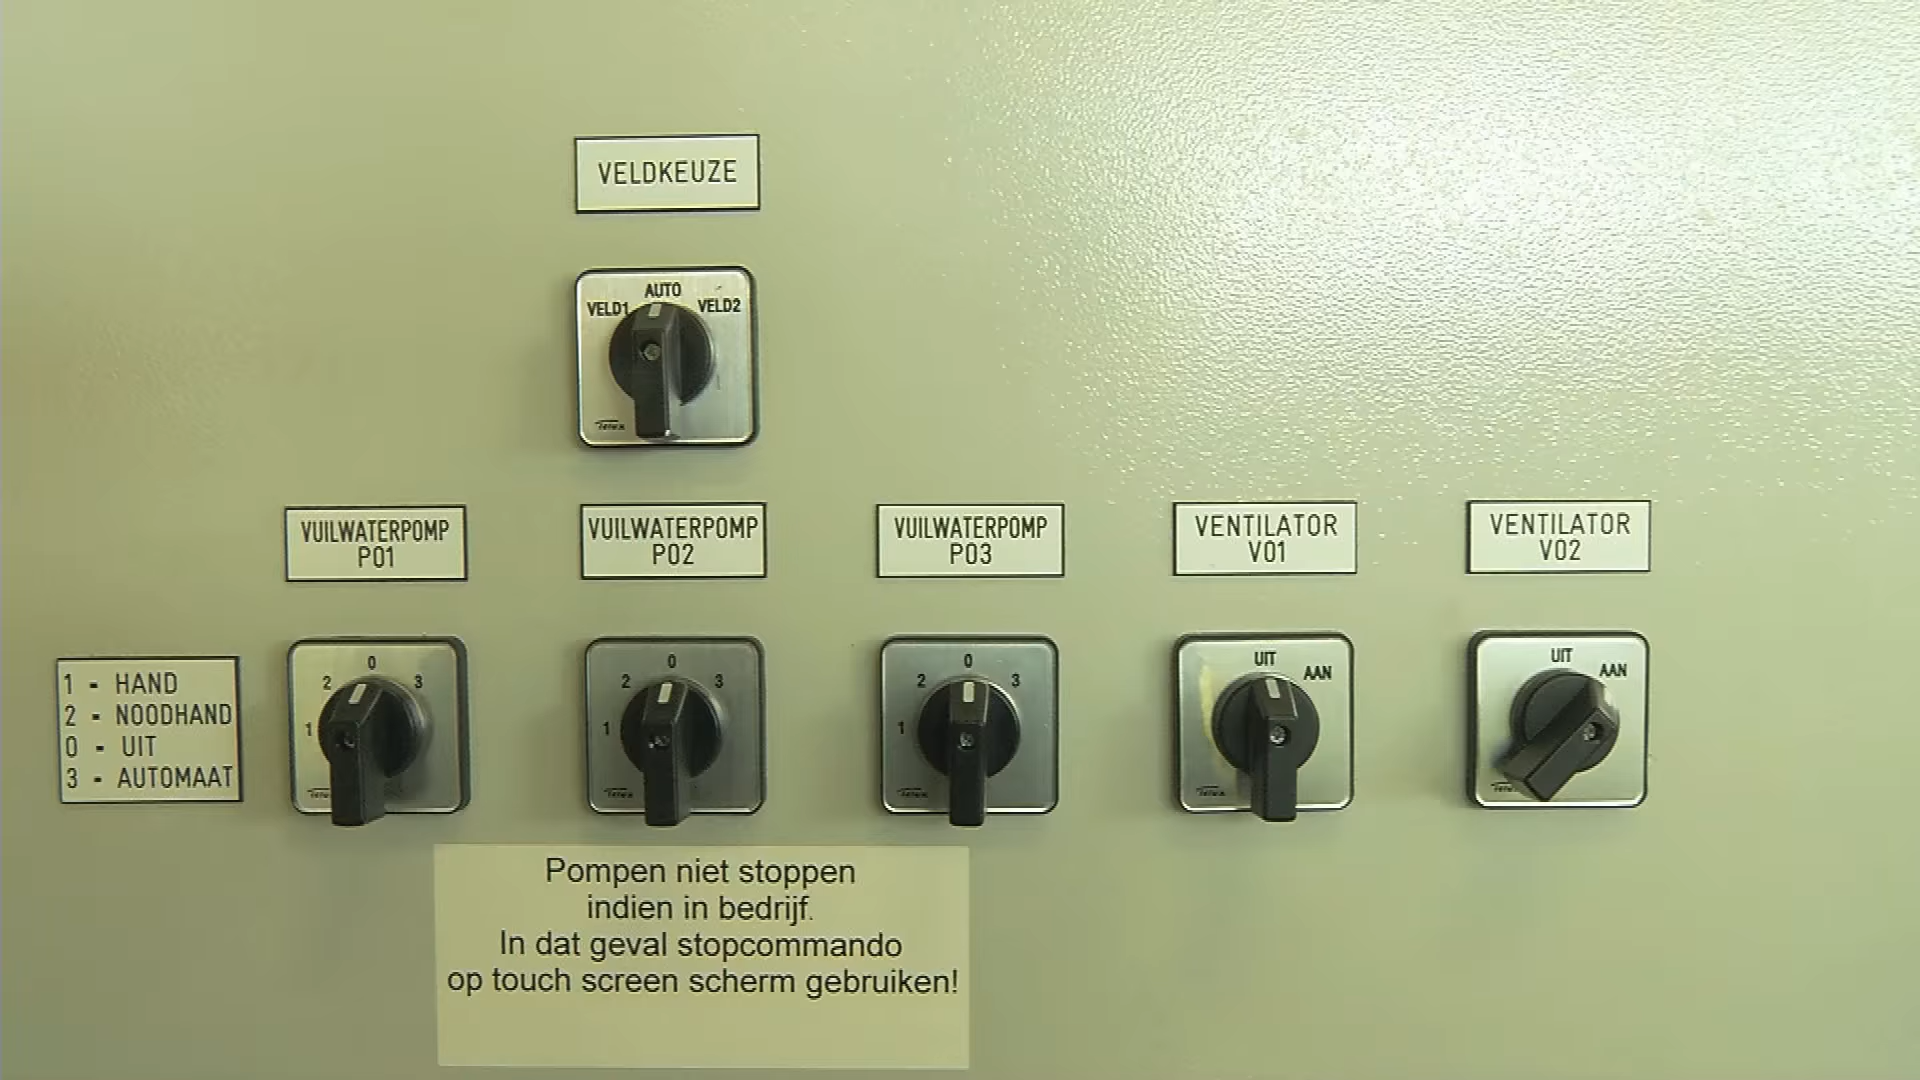 VELDKEUZE
AUTO
VELD1 VELD2
VUILWATERPOMP
P01
VUILWATERPOMP
P02
VUILWATERPOMP
P03
VENTILATOR
V01
VENTILATOR
V02
1 - HAND
2 - NOODHAND
0 - UIT
3 - AUTOMAAT
0
2 3
1
0
2 3
1
0
2 3
1
UIT
AAN
UIT
AAN
Pompen niet stoppen
indien in bedrijf.
In dat geval stopcommando
op touch screen scherm gebruiken!